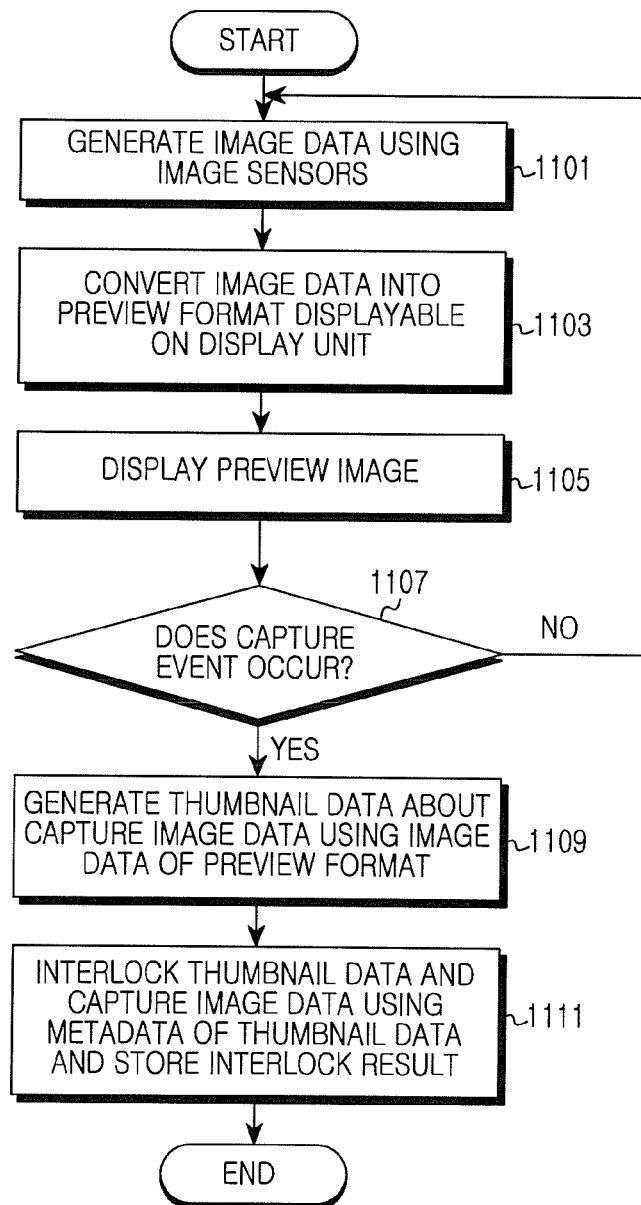 START
GENERATE IMAGE DATA USING
IMAGE SENSORS
1101
CONVERT IMAGE DATA INTO
PREVIEW FORMAT DISPLAYABLE
ON DISPLAY UNIT
1103
DISPLAY PREVIEW IMAGE
1105
1107
DOES CAPTURE
EVENT OCCUR?
NO
YES
GENERATE THUMBNAIL DATA ABOUT
CAPTURE IMAGE DATA USING IMAGE
DATA OF PREVIEW FORMAT
1109
INTERLOCK THUMBNAIL DATA AND
CAPTURE IMAGE DATA USING
METADATA OF THUMBNAIL DATA
AND STORE INTERLOCK RESULT
1111
END